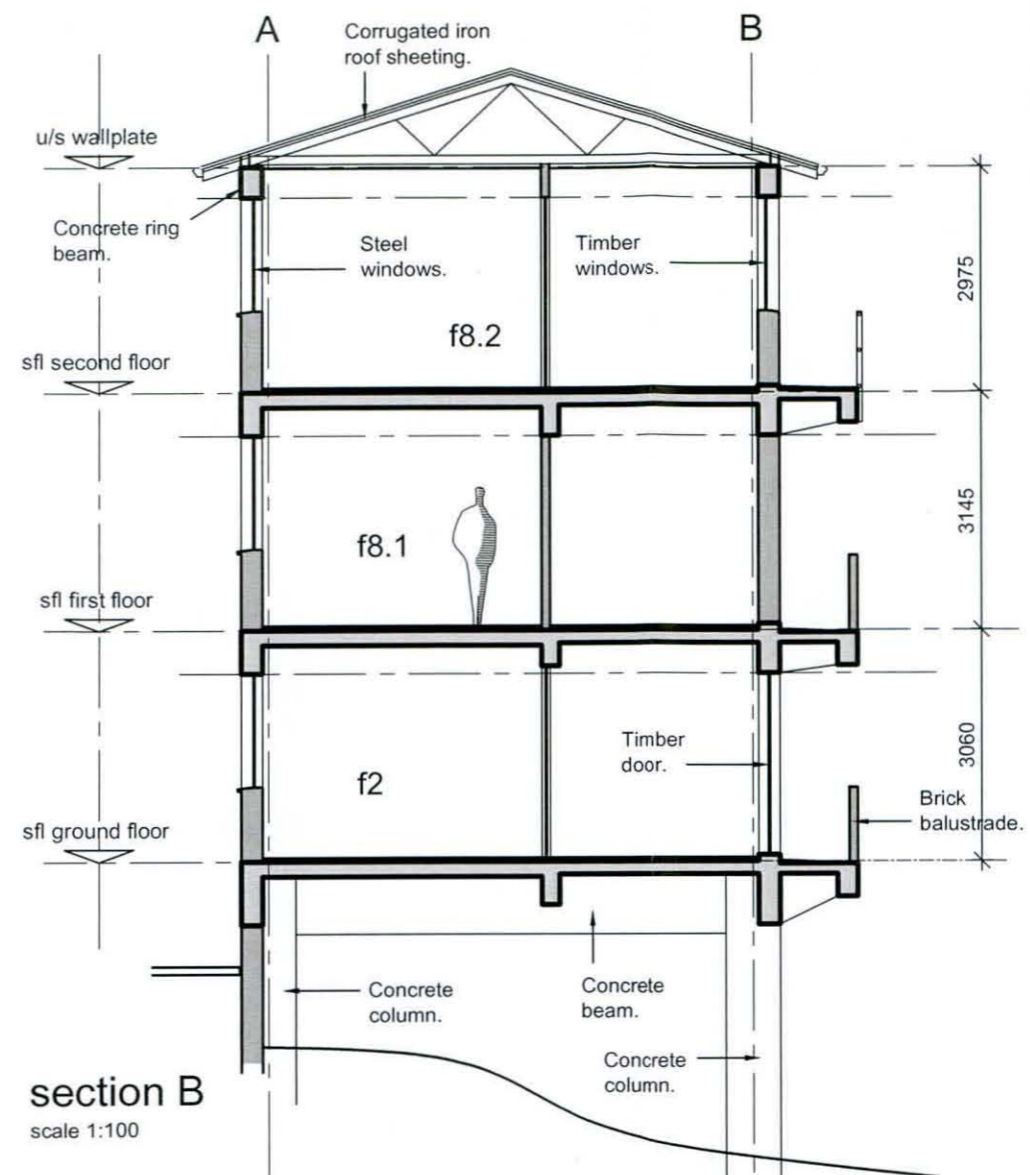 A
B
Corrugated iron
roof sheeting.
u/s wallplate
Concrete ring
beam.
Steel
windows.
Timber
windows.
2975
f8.2
sfl second floor
3145
f8.1
sfl first floor
3060
Timber
door.
f2
Brick
balustrade.
sfl ground floor
Concrete
column.
Concrete
beam.
Concrete
column.
section B
scale 1:100